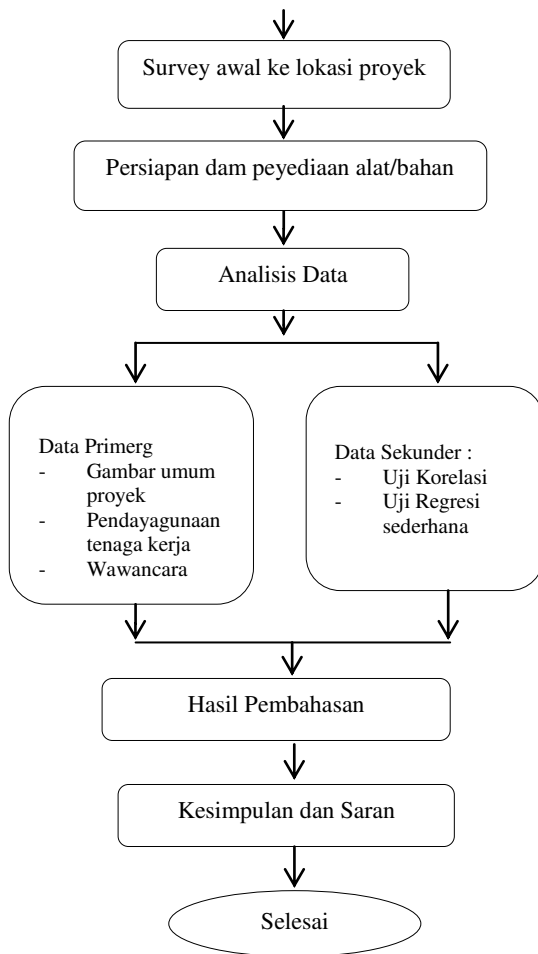 Survey awal ke lokasi proyek
Persiapan dam peyediaan alat/bahan
Analisis Data
Data Primerg
- Gambar umum
proyek
- Pendayagunaan
tenaga kerja
- Wawancara
Data Sekunder :
- Uji Korelasi
- Uji Regresi
sederhana
Hasil Pembahasan
Kesimpulan dan Saran
Selesai